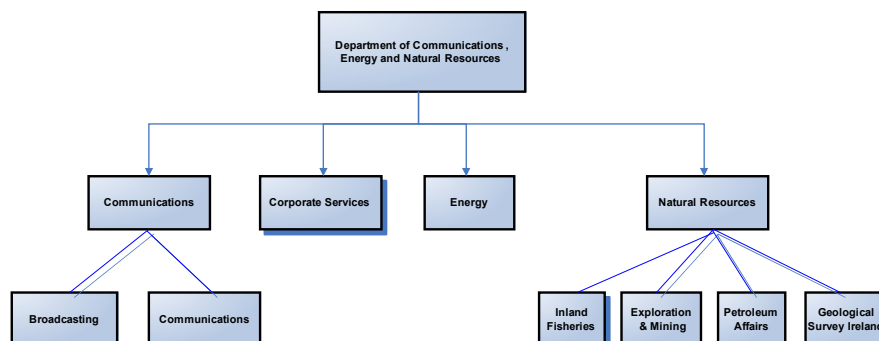 Department of Communications ,
Energy and Natural Resources
Communications
Corporate Services
Energy
Natural Resources
Broadcasting
Communications
Inland
Fisheries
Exploration
& Mining
Petroleum
Affairs
Geological
Survey Ireland